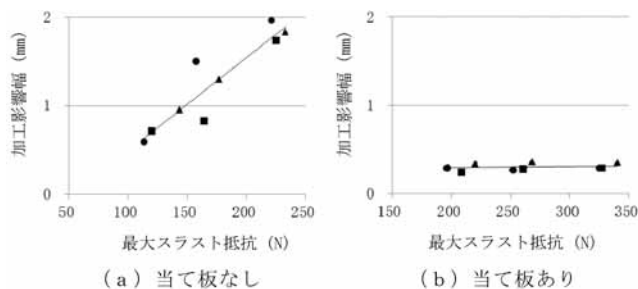 2
1
0
加工影響幅 (mm)
50 100 150 200 250
最大スラスト抵抗 (N)
(a) 当て板なし
2
1
0
加工影響幅 (mm)
150 200 250 300 350
最大スラスト抵抗 (N)
(b) 当て板あり